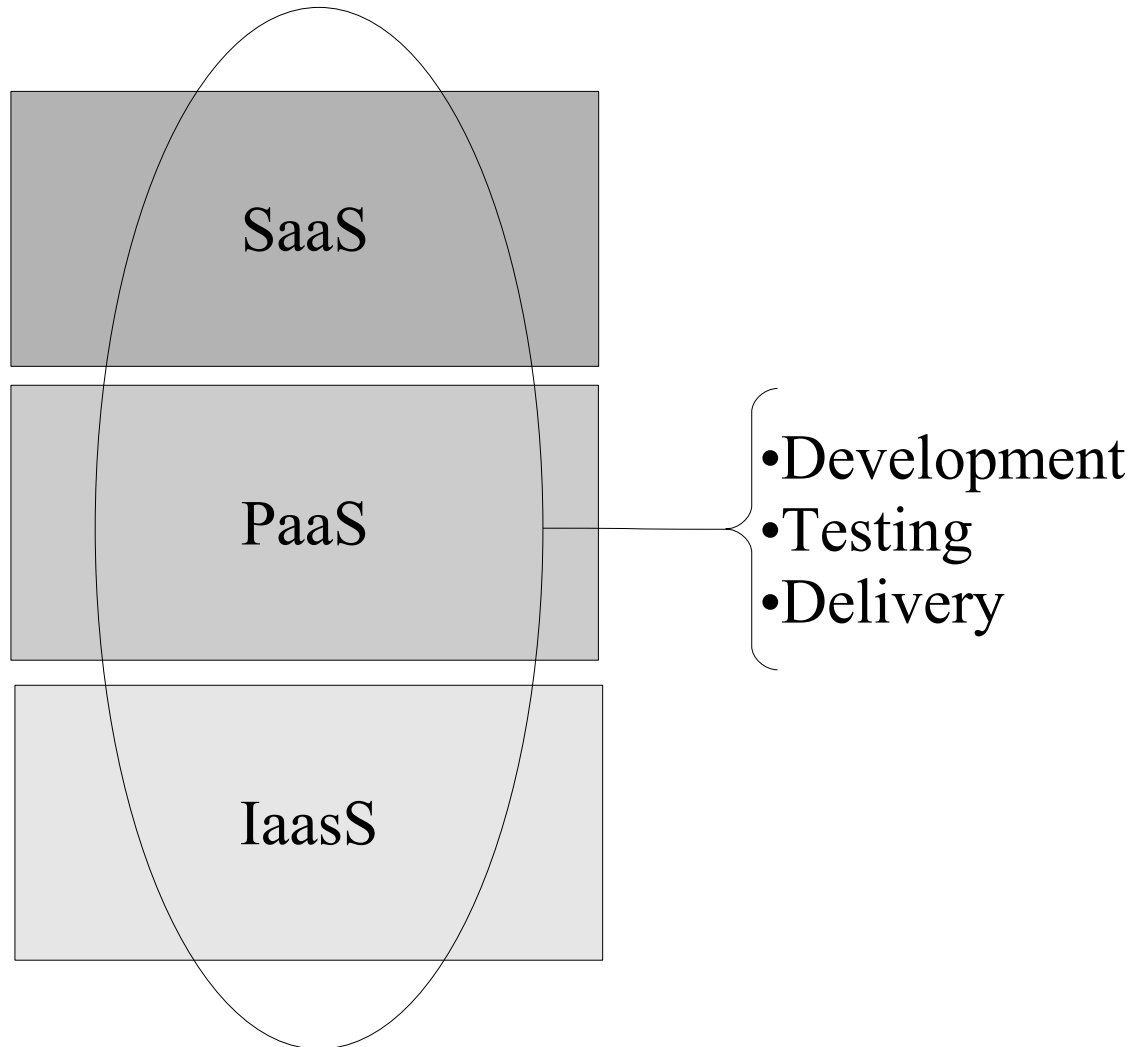 SaaS
PaaS
•Development
•Testing
•Delivery
IaasS